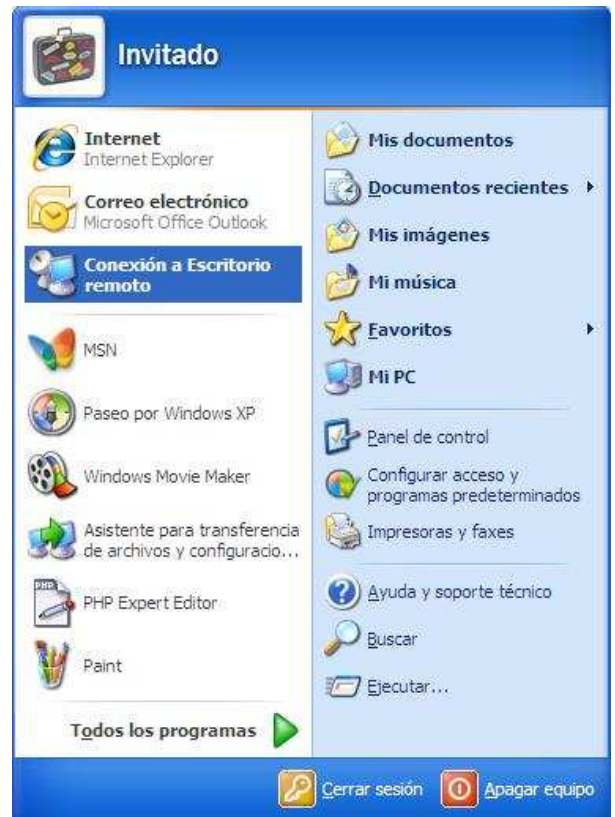 Invitado
Internet
Internet Explorer
Correo electrónico
Microsoft Office Outlook
Conexión a Escritorio
remoto
MSN
Paseo por Windows XP
Windows Movie Maker
Asistente para transferencia
de archivos y configuracio...
PHP
PHP Expert Editor
Paint
Todos los programas
Mis documentos
Documentos recientes
Mis imágenes
Mi música
Favoritos
Mi PC
Panel de control
Configurar acceso y
programas predeterminados
Impresoras y faxes
Ayuda y soporte técnico
Buscar
Ejecutar...
Cerrar sesión
Apagar equipo